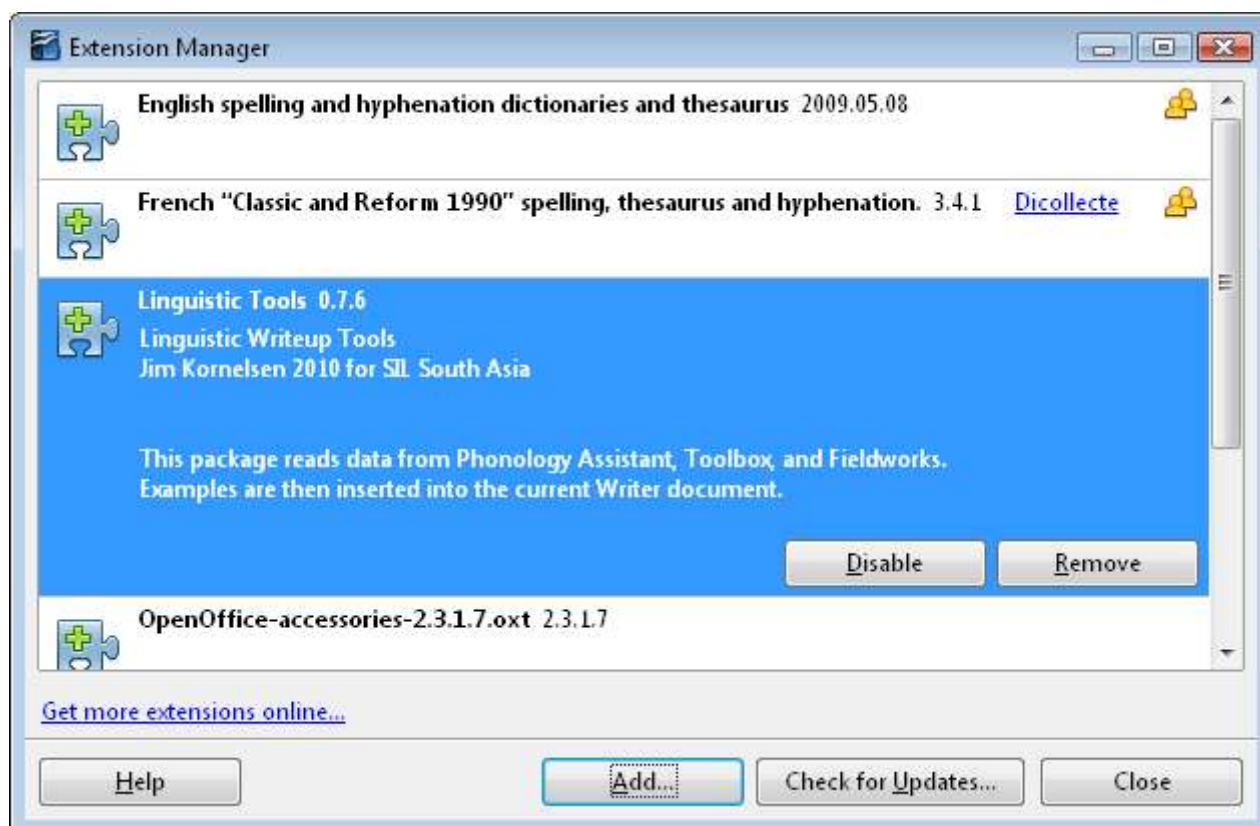 Extension Manager
English spelling and hyphenation dictionaries and thesaurus 2009.05.08
French “Classic and Reform 1990” spelling, thesaurus and hyphenation. 3.4.1 Dicollecte
Linguistic Tools 0.7.6
Linguistic Writeup Tools
Jim Kornelsen 2010 for SIL South Asia
This package reads data from Phonology Assistant, Toolbox, and Fieldworks.
Examples are then inserted into the current Writer document.
Disable Remove
OpenOffice-accessories-2.3.1.7.oxt 2.3.1.7
Get more extensions online...
Help Add... Check for Updates... Close